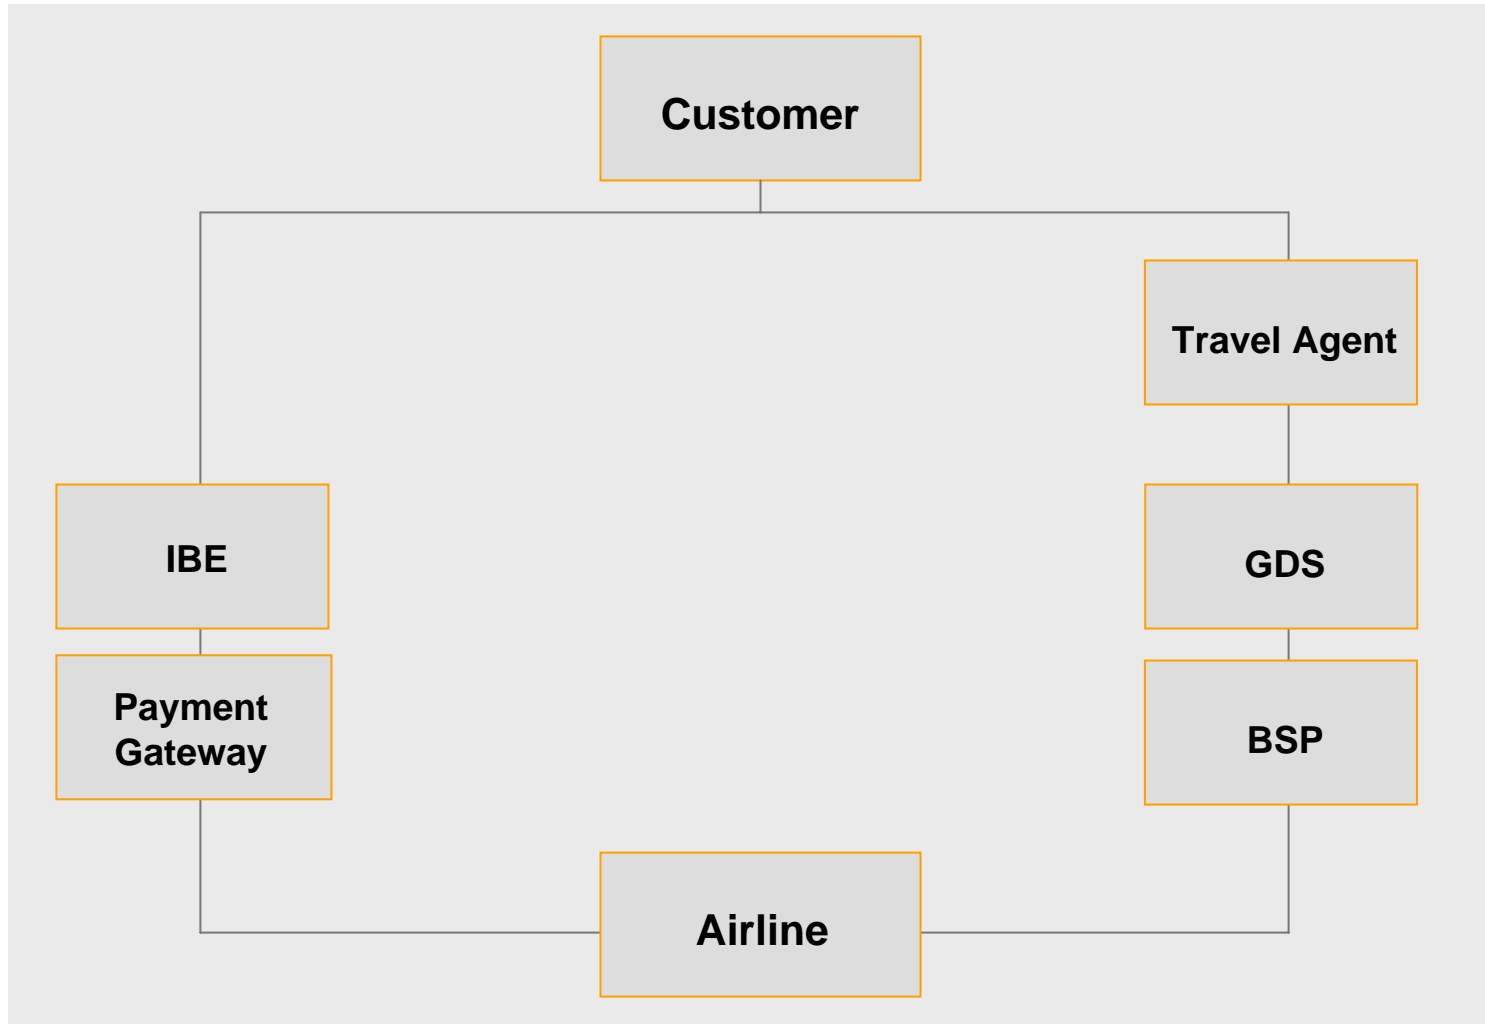 Customer
Travel Agent
IBE
GDS
Payment
Gateway
BSP
Airline